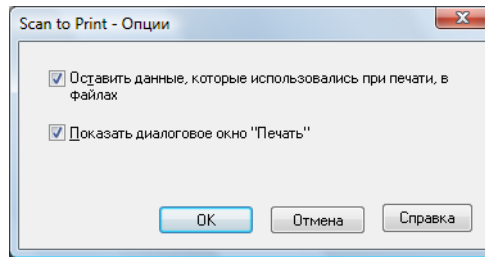 Scan to Print - Опции
Оставить данные, которые использовались при печати, в
файлах
Показать диалоговое окно "Печать"
OK
Отмена
Справка